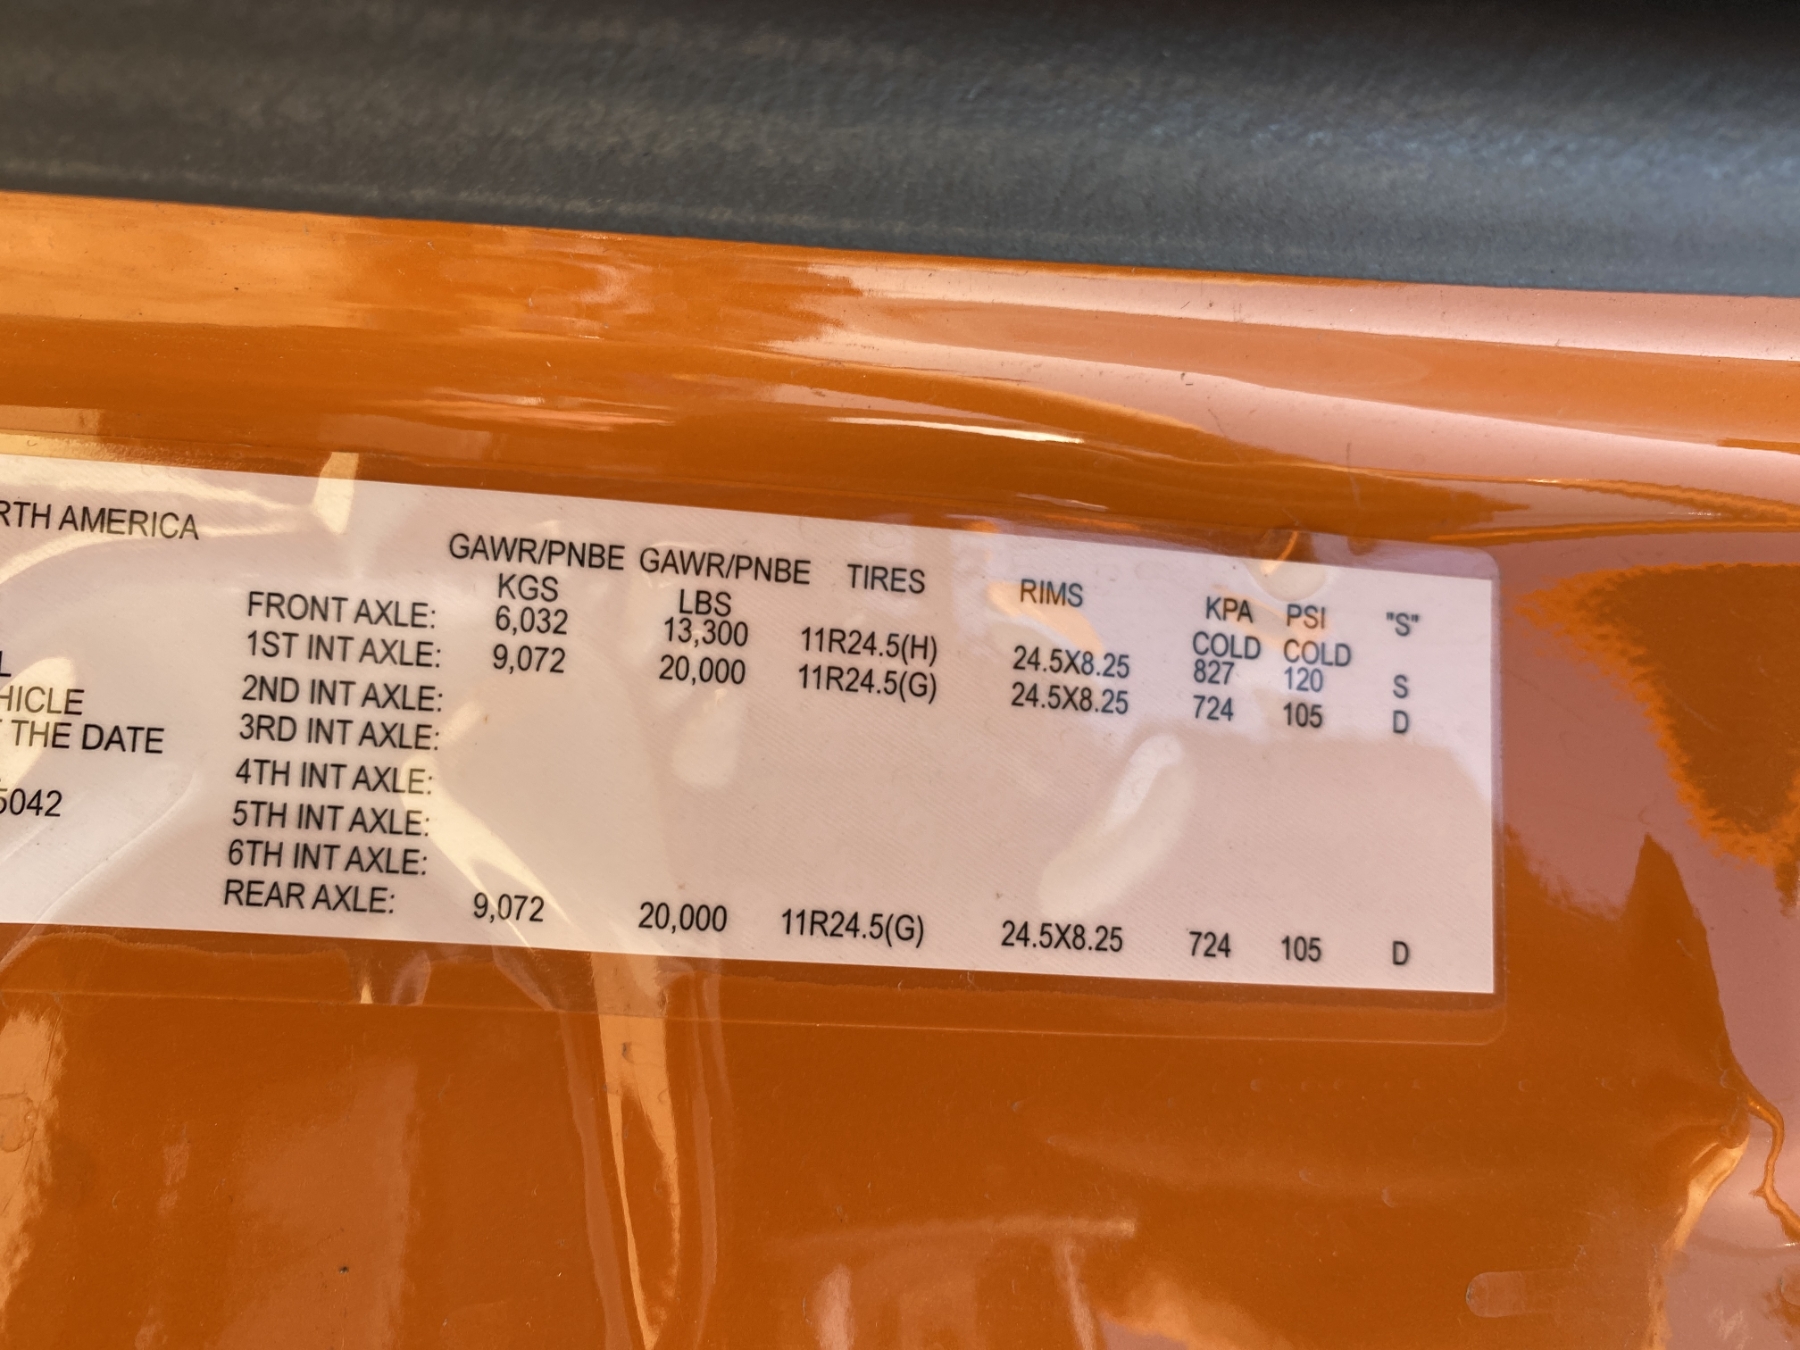 RTH AMERICA
L
HICLE
T THE DATE
5042
GAWR/PNBE GAWR/PNBE TIRES RIMS KPA PSI "S"
KGS LBS COLD COLD
FRONT AXLE: 6,032 13,300 11R24.5(H) 24.5X8.25 827 120 S
1ST INT AXLE: 9,072 20,000 11R24.5(G) 24.5X8.25 724 105 D
2ND INT AXLE:
3RD INT AXLE:
4TH INT AXLE:
5TH INT AXLE:
6TH INT AXLE:
REAR AXLE: 9,072 20,000 11R24.5(G) 24.5X8.25 724 105 D